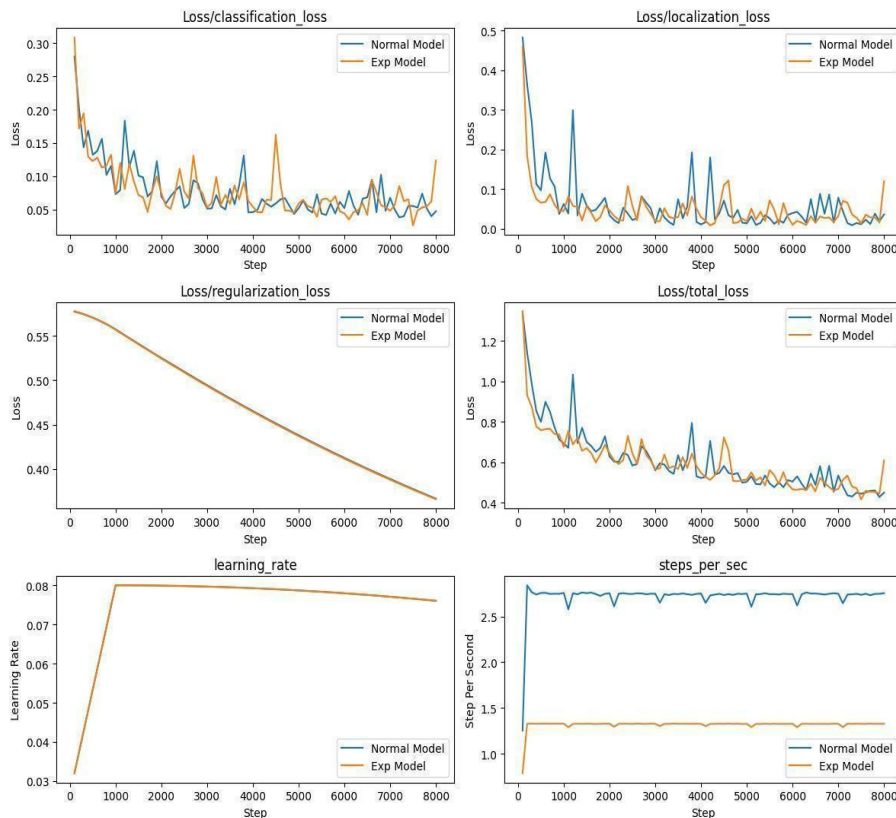 Loss/classification_loss
Loss
0.30
0.25
0.20
0.15
0.10
0.05
Normal Model
Exp Model
0 1000 2000 3000 4000 5000 6000 7000 8000
Step
Loss/localization_loss
Loss
0.5
0.4
0.3
0.2
0.1
0.0
Normal Model
Exp Model
0 1000 2000 3000 4000 5000 6000 7000 8000
Step
Loss/regularization_loss
Loss
0.55
0.50
0.45
0.40
Normal Model
Exp Model
0 1000 2000 3000 4000 5000 6000 7000 8000
Step
Loss/total_loss
Loss
1.2
1.0
0.8
0.6
0.4
Normal Model
Exp Model
0 1000 2000 3000 4000 5000 6000 7000 8000
Step
learning_rate
Learning Rate
0.08
0.07
0.06
0.05
0.04
0.03
Normal Model
Exp Model
0 1000 2000 3000 4000 5000 6000 7000 8000
Step
steps_per_sec
Step Per Second
2.5
2.0
1.5
1.0
Normal Model
Exp Model
0 1000 2000 3000 4000 5000 6000 7000 8000
Step